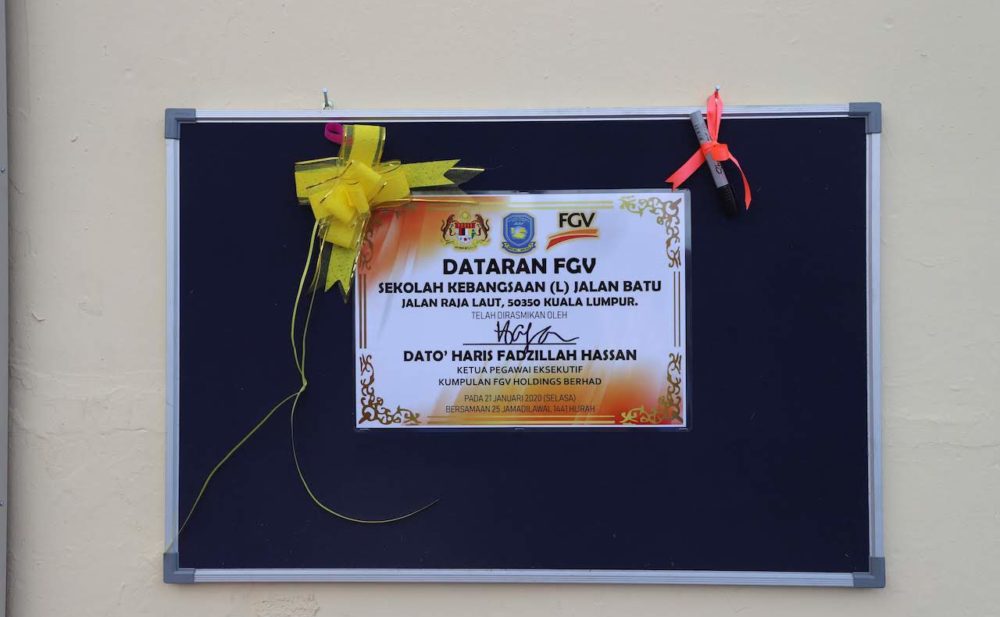 FGV
DATARAN FGV
SEKOLAH KEBANGSAAN (L) JALAN BATU
JALAN RAJA LAUT, 50350 KUALA LUMPUR.
TELAH DIRASMIKAN OLEH
DATO' HARIS FADZILLAH HASSAN
KETUA PEGAWAI EKSEKUTIF
KUMPULAN FGV HOLDINGS BERHAD
PADA 21 JANUARI 2020 (SELASA)
BERSAMAAN 25 JAMADILAWAL 1441 HIJRAH